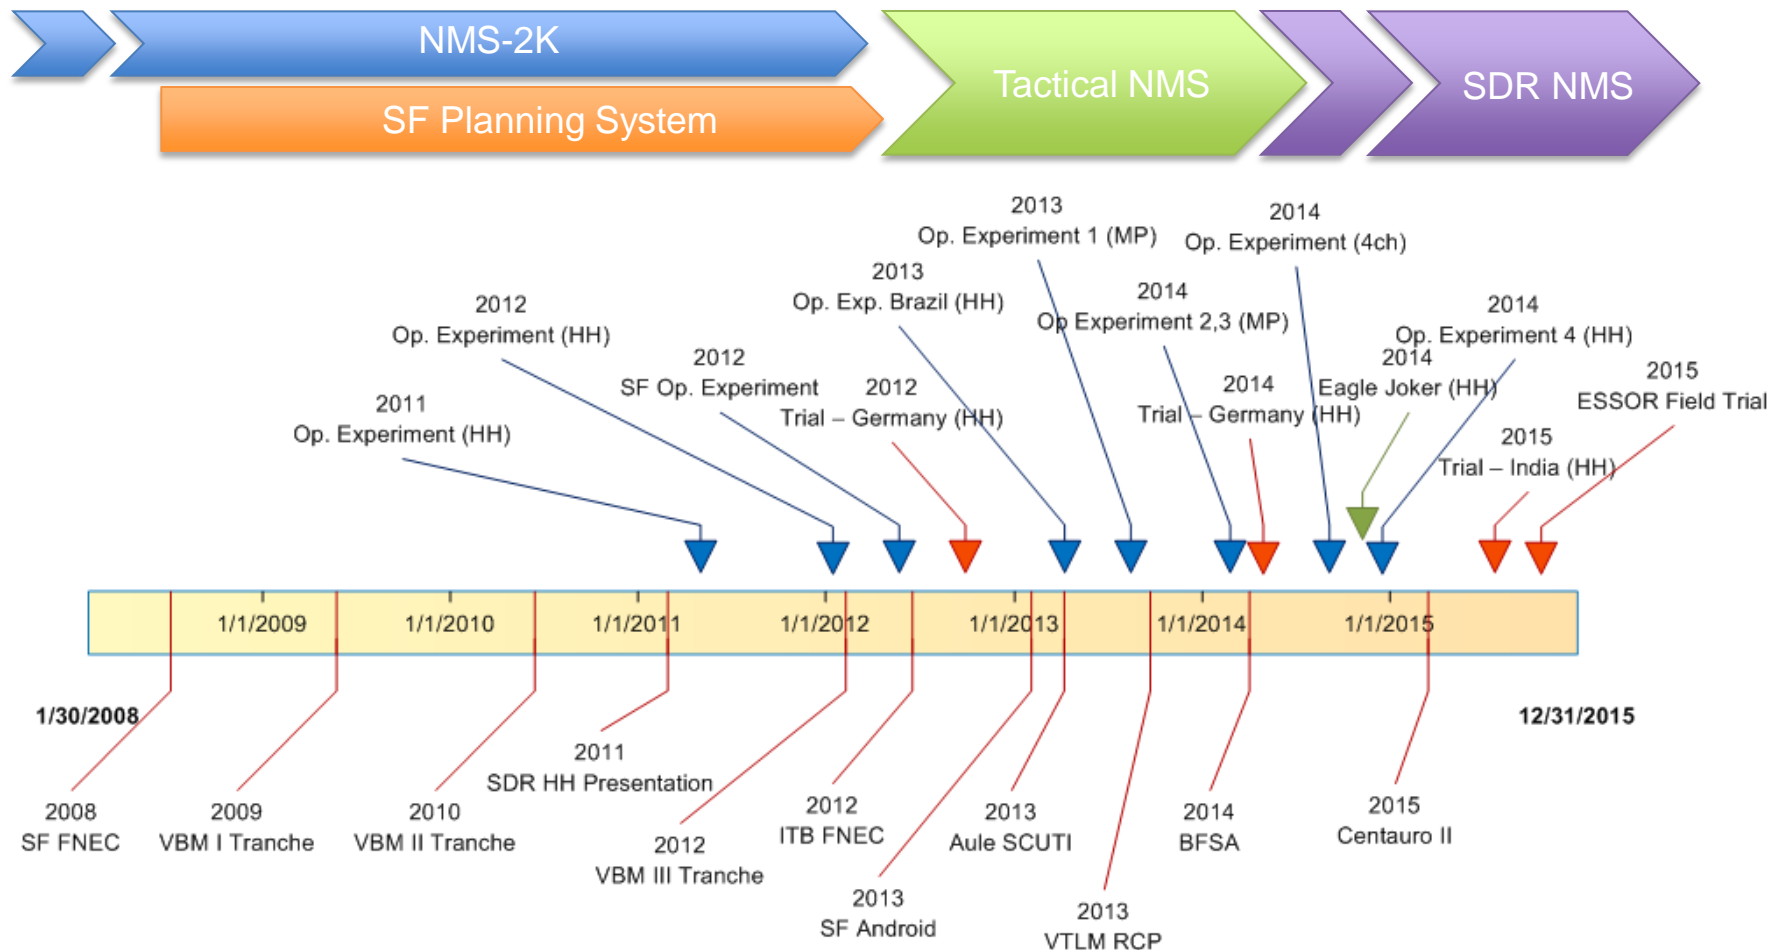 NMS-2K
SF Planning System
Tactical NMS
SDR NMS
2013
Op. Experiment 1 (MP)
2014
Op. Experiment (4ch)
2013
Op. Exp. Brazil (HH)
2014
Op Experiment 2,3 (MP)
2012
Op. Experiment (HH)
2014
Op. Experiment 4 (HH)
2012
SF Op. Experiment
2012
Trial – Germany (HH)
2014
Trial – Germany (HH)
2014
Eagle Joker (HH)
2015
ESSOR Field Trial
2011
Op. Experiment (HH)
2015
Trial – India (HH)
1/1/2009
1/1/2010
1/1/2011
1/1/2012
1/1/2013
1/1/2014
1/1/2015
1/30/2008
12/31/2015
2008
SF FNEC
2009
VBM I Tranche
2010
VBM II Tranche
2011
SDR HH Presentation
2012
VBM III Tranche
2012
ITB FNEC
2013
SF Android
2013
Aule SCUTI
2013
VTLM RCP
2014
BFSA
2015
Centauro II